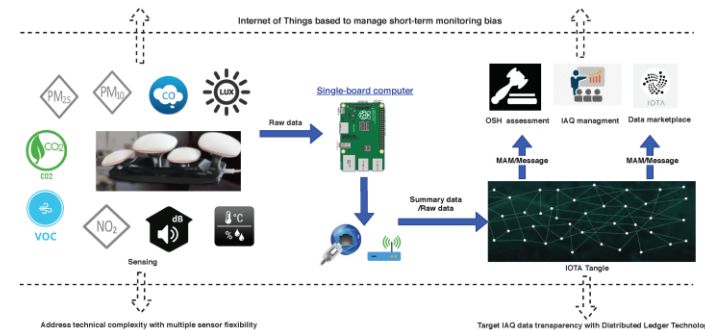 Internet of Things based to manage short-term monitoring bias
PM2.5
PM10
CO
LUX
Single-board computer
Raw data
OSH assessment
IAQ managment
IOTA
Data marketplace
CO2
CO2
MAM/Message
MAM/Message
VOC
NO2
dB
°C
%
Summary data
/Raw data
Sensing
IOTA Tangle
Address technical complexity with multiple sensor flexibility
Target IAQ data transparency with Distributed Ledger Technolog